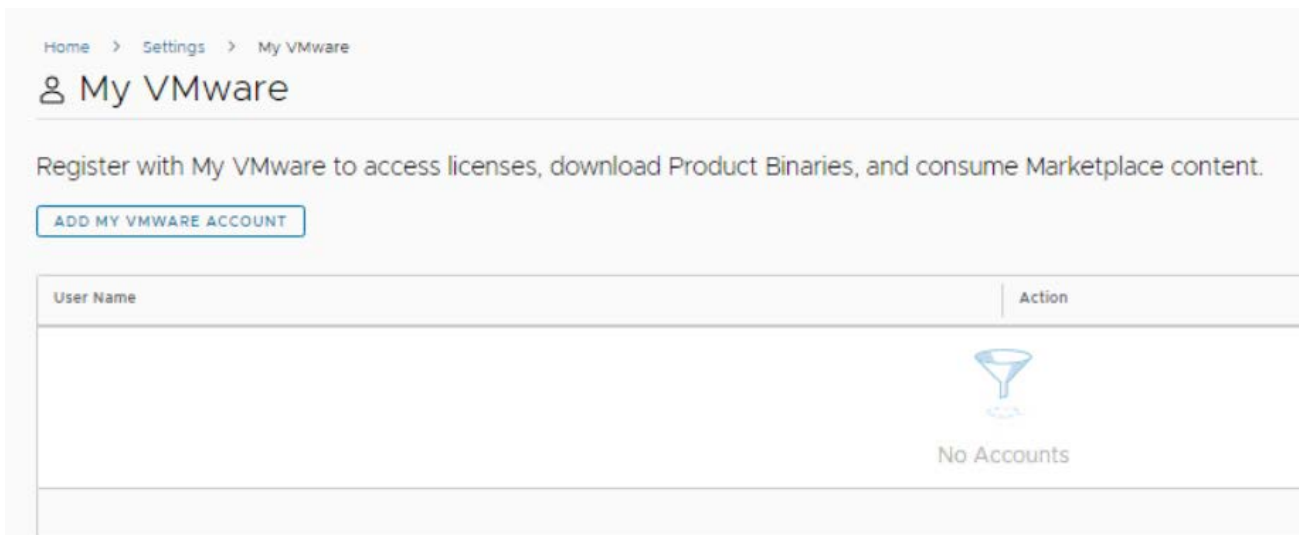 Home > Settings > My VMware
My VMware
Register with My VMware to access licenses, download Product Binaries, and consume Marketplace content.
ADD MY VMWARE ACCOUNT
User Name Action
No Accounts